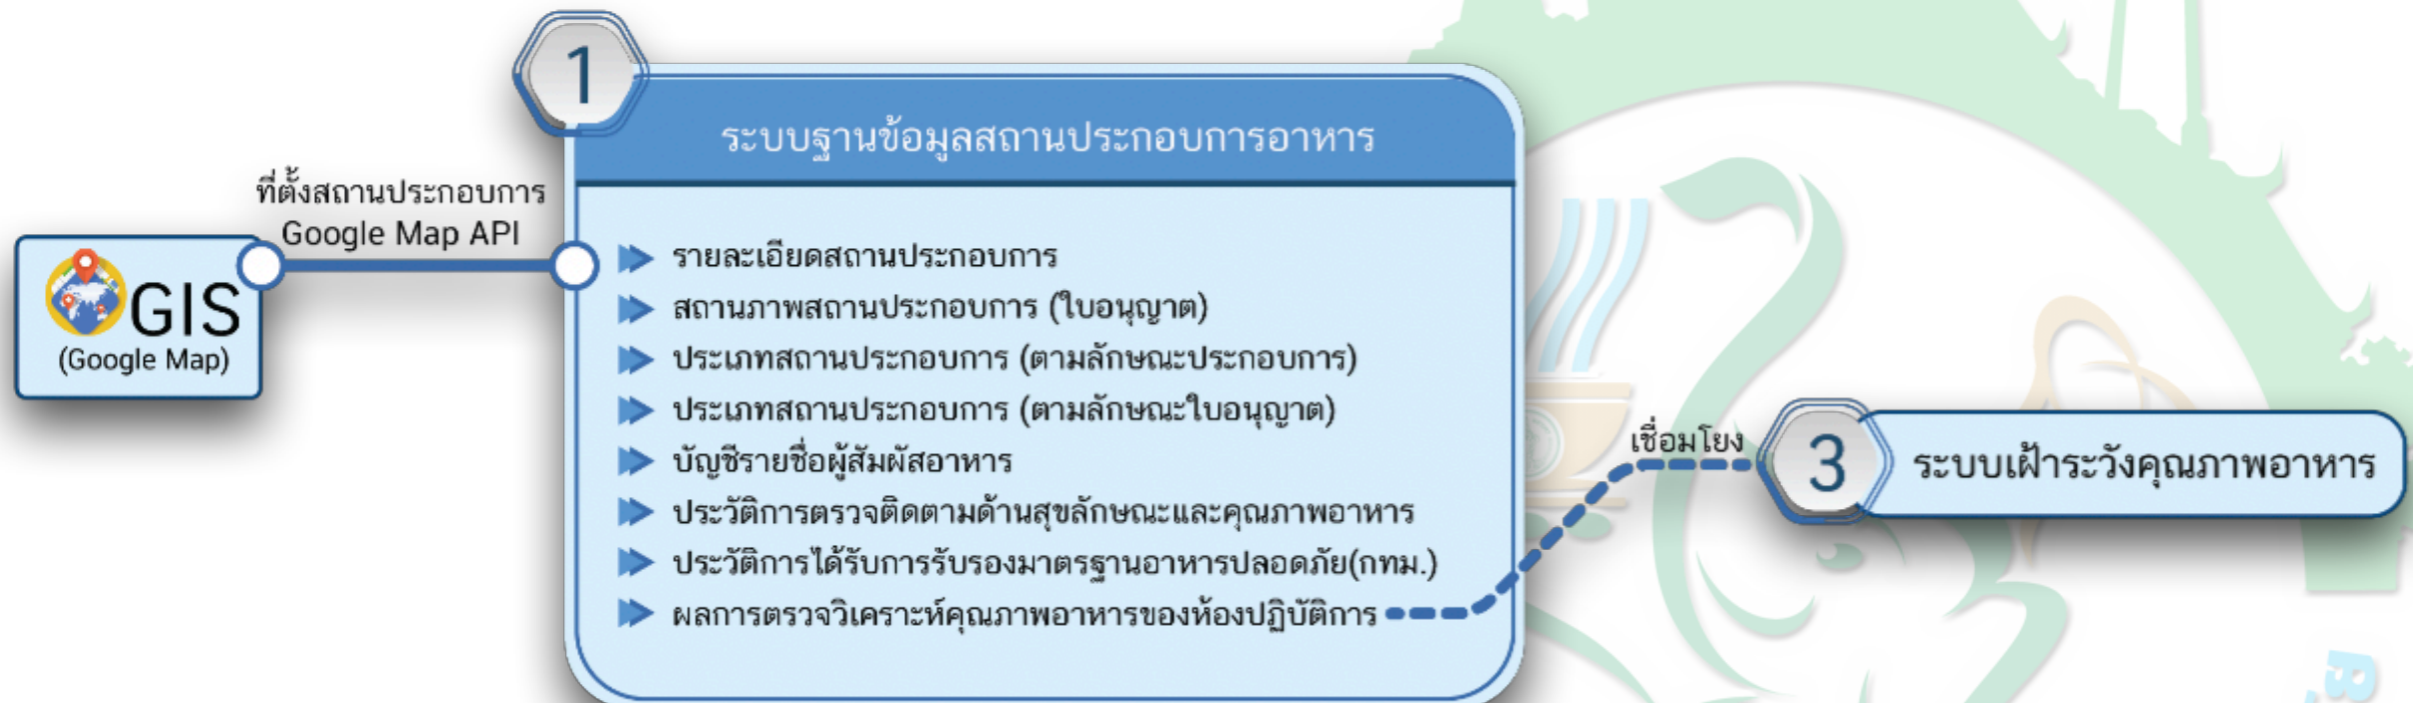 1
ระบบฐานข้อมูลสถานประกอบการอาหาร
ที่ตั้งสถานประกอบการ
Google Map API
GIS
(Google Map)
รายละเอียดสถานประกอบการ
สถานภาพสถานประกอบการ (ใบอนุญาต)
ประเภทสถานประกอบการ (ตามลักษณะประกอบการ)
ประเภทสถานประกอบการ (ตามลักษณะใบอนุญาต)
บัญชีรายชื่อผู้สัมผัสอาหาร
ประวัติการตรวจติดตามด้านสุขลักษณะและคุณภาพอาหาร
ประวัติการได้รับการรับรองมาตรฐานอาหารปลอดภัย(กทม.)
ผลการตรวจวิเคราะห์คุณภาพอาหารของห้องปฏิบัติการ
เชื่อมโยง
3
ระบบเฝ้าระวังคุณภาพอาหาร